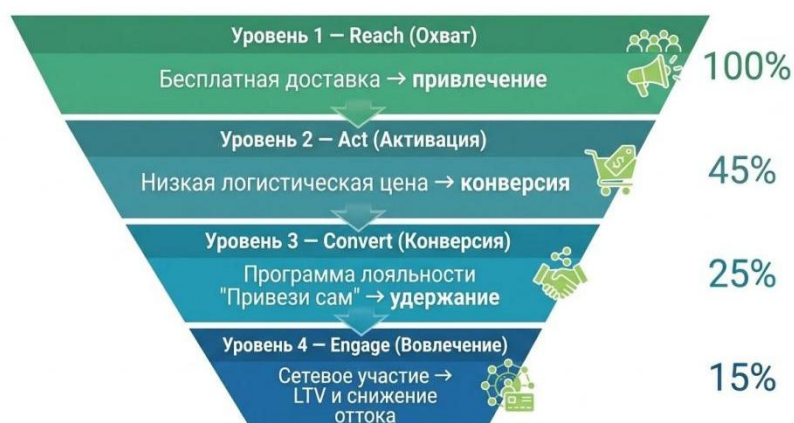 Уровень 1 — Reach (Охват)
Бесплатная доставка → привлечение
100%
Уровень 2 — Act (Активация)
Низкая логистическая цена → конверсия
45%
Уровень 3 — Convert (Конверсия)
Программа лояльности
"Привези сам" → удержание
25%
Уровень 4 — Engage (Вовлечение)
Сетевое участие →
LTV и снижение
оттока
15%